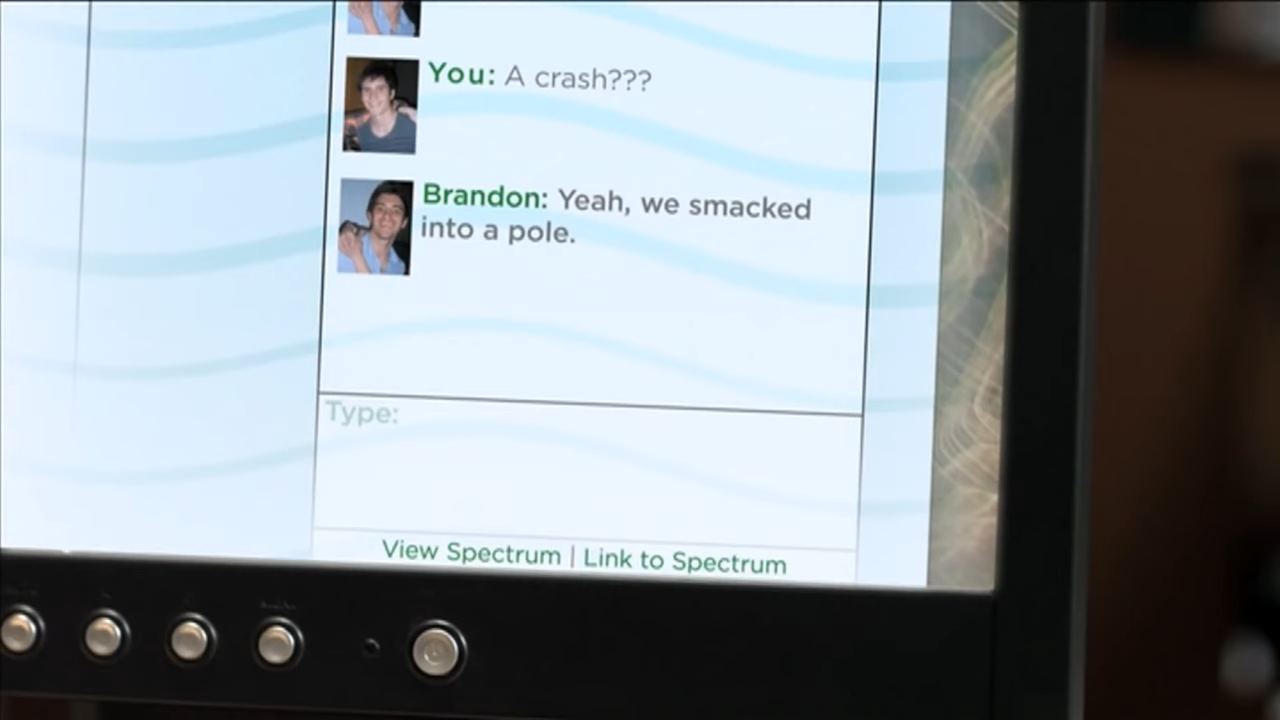 You: A crash???
Brandon: Yeah, we smacked
into a pole.
Type:
View Spectrum | Link to Spectrum